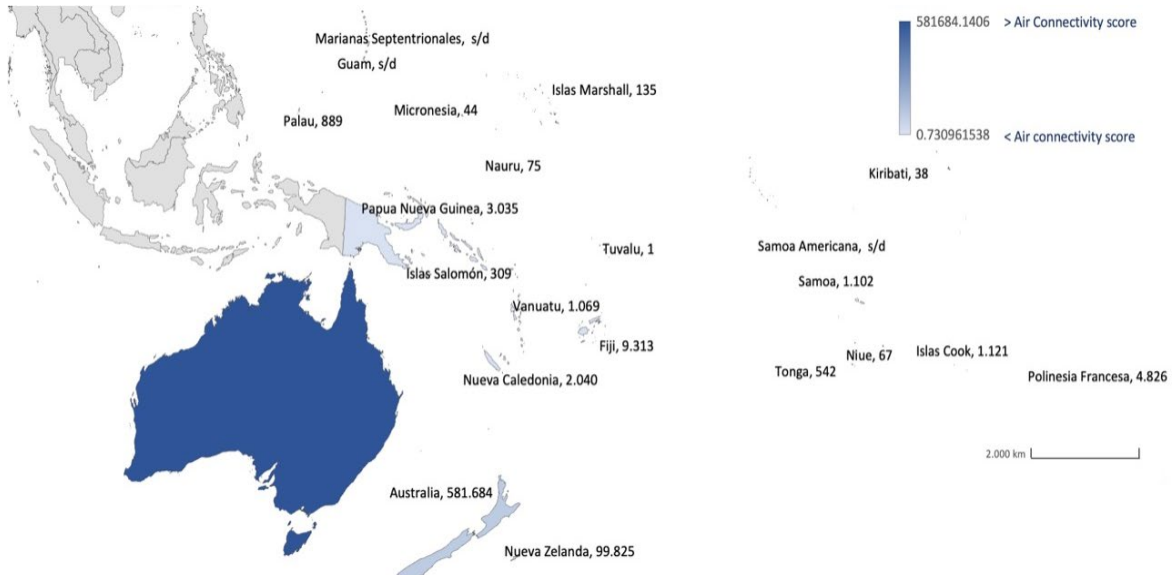 581684.1406 > Air Connectivity score
Marianas Septentrionales, s/d
Guam, s/d
Islas Marshall, 135
Micronesia, 44
Palau, 889
0.730961538 < Air connectivity score
Nauru, 75
Kiribati, 38
Papua Nueva Guinea, 3.035
Tuvalu, 1
Samoa Americana, s/d
Islas Salomón, 309
Samoa, 1.102
Vanuatu, 1.069
Fiji, 9.313
Niue, 67
Islas Cook, 1.121
Tonga, 542
Nueva Caledonia, 2.040
Polinesia Francesa, 4.826
2.000 km
Australia, 581.684
Nueva Zelanda, 99.825